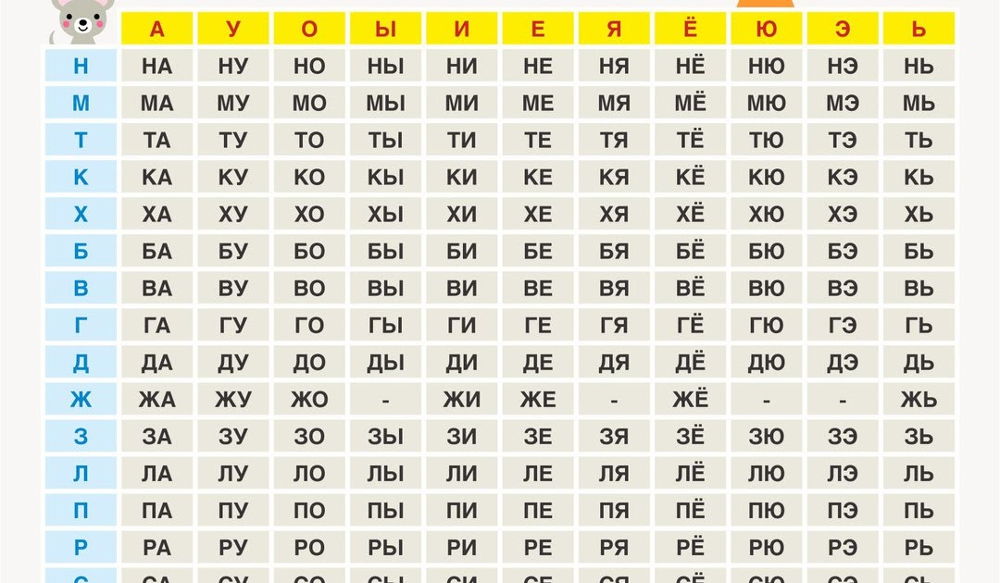 А У О Ы И Е Я Ё Ю Э Ь
Н НА НУ НО НЫ НИ НЕ НЯ НЁ НЮ НЭ НЬ
М МА МУ МО МЫ МИ МЕ МЯ МЁ МЮ МЭ МЬ
Т ТА ТУ ТО ТЫ ТИ ТЕ ТЯ ТЁ ТЮ ТЭ ТЬ
К КА КУ КО КЫ КИ КЕ КЯ КЁ КЮ КЭ КЬ
Х ХА ХУ ХО ХЫ ХИ ХЕ ХЯ ХЁ ХЮ ХЭ ХЬ
Б БА БУ БО БЫ БИ БЕ БЯ БЁ БЮ БЭ БЬ
В ВА ВУ ВО ВЫ ВИ ВЕ ВЯ ВЁ ВЮ ВЭ ВЬ
Г ГА ГУ ГО ГЫ ГИ ГЕ ГЯ ГЁ ГЮ ГЭ ГЬ
Д ДА ДУ ДО ДЫ ДИ ДЕ ДЯ ДЁ ДЮ ДЭ ДЬ
Ж ЖА ЖУ ЖО - ЖИ ЖЕ - ЖЁ - - ЖЬ
З ЗА ЗУ ЗО ЗЫ ЗИ ЗЕ ЗЯ ЗЁ ЗЮ ЗЭ ЗЬ
Л ЛА ЛУ ЛО ЛЫ ЛИ ЛЕ ЛЯ ЛЁ ЛЮ ЛЭ ЛЬ
П ПА ПУ ПО ПЫ ПИ ПЕ ПЯ ПЁ ПЮ ПЭ ПЬ
Р РА РУ РО РЫ РИ РЕ РЯ РЁ РЮ РЭ РЬ
С СА СУ СО СЫ СИ СЕ СЯ СЁ СЮ СЭ СЬ